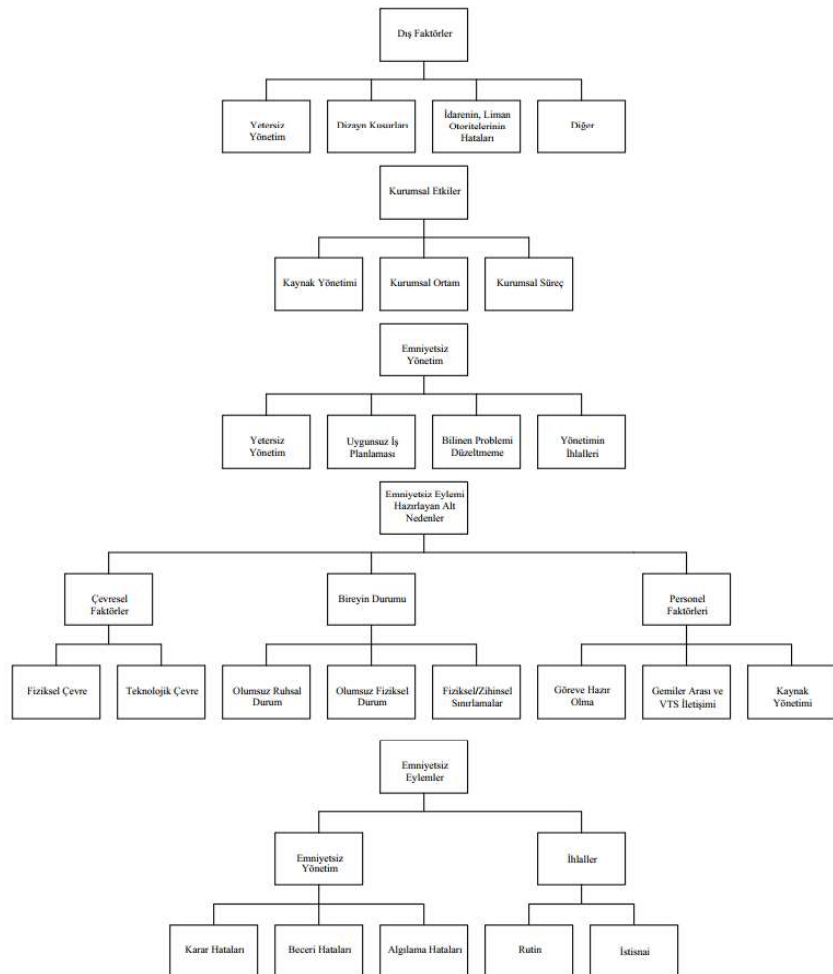 Dış Faktörler
Yetersiz
Yönetim
Dizayn Kusurları
İdarenin, Liman
Otoritelerinin
Hataları
Diğer
Kurumsal Etkiler
Kaynak Yönetimi
Kurumsal Ortam
Kurumsal Süreç
Emniyetsiz
Yönetim
Yetersiz
Yönetim
Uygunsuz İş
Planlaması
Bilinen Problemi
Düzeltmeme
Yönetimin
İhlalleri
Emniyetsiz Eylemi
Hazırlayan Alt
Nedenler
Çevresel
Faktörler
Bireyin Durumu
Personel
Faktörleri
Fiziksel Çevre
Teknolojik Çevre
Olumsuz Ruhsal
Durum
Olumsuz Fiziksel
Durum
Fiziksel/Zihinsel
Sınırlamalar
Göreve Hazır
Olma
Gemiler Arası ve
VTS İletişimi
Kaynak
Yönetimi
Emniyetsiz
Eylemler
Emniyetsiz
Yönetim
İhlaller
Karar Hataları
Beceri Hataları
Algılama Hataları
Rutin
İstisnai